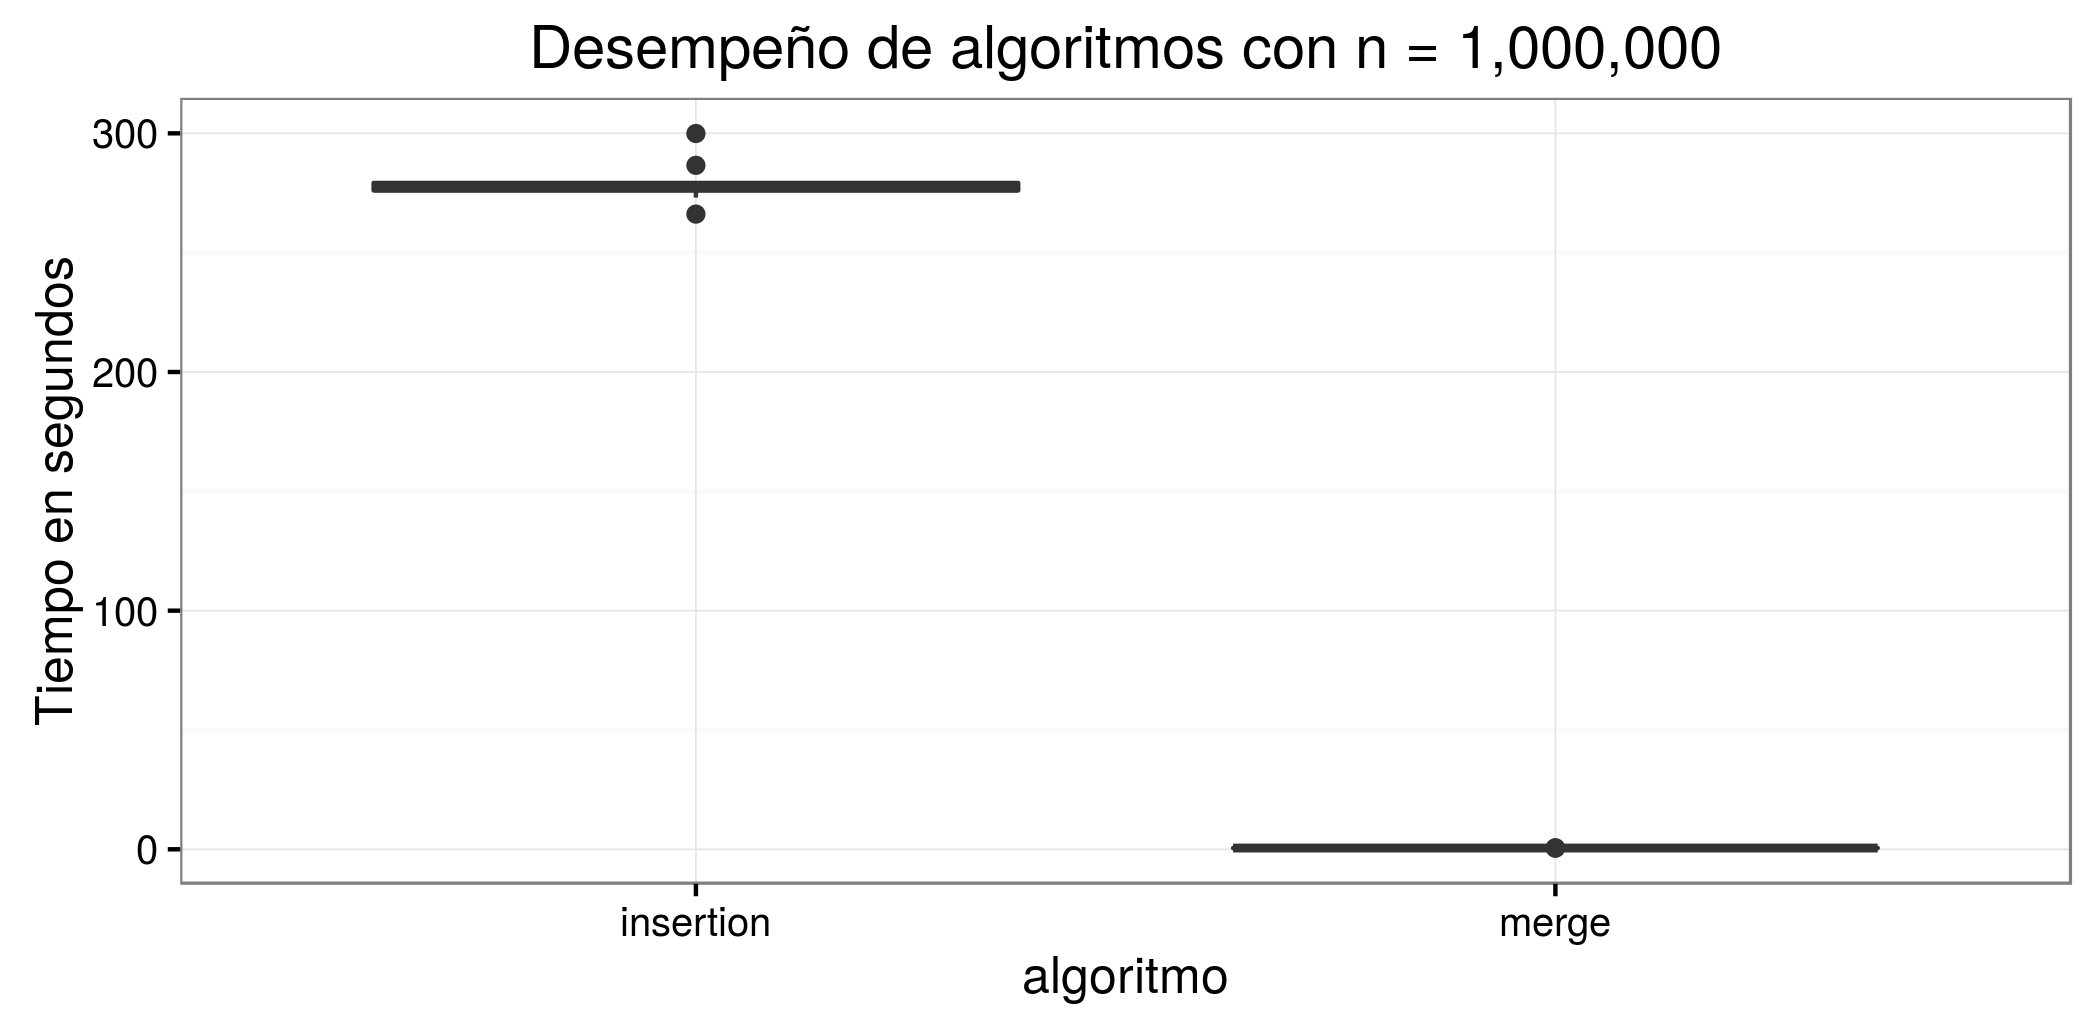 Desempeño de algoritmos con n = 1,000,000
Tiempo en segundos
300
200
100
0
insertion merge
algoritmo